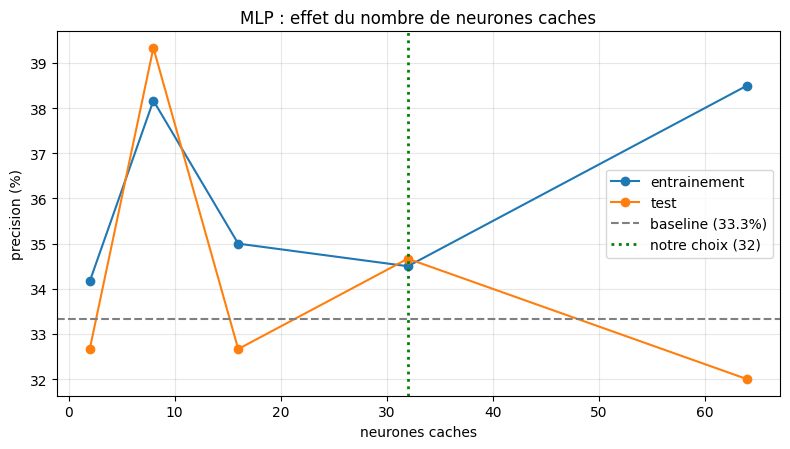 MLP : effet du nombre de neurones caches
precision (%)
39
38
37
36
35
34
33
32
entrainement
test
baseline (33.3%)
notre choix (32)
0 10 20 30 40 50 60
neurones caches